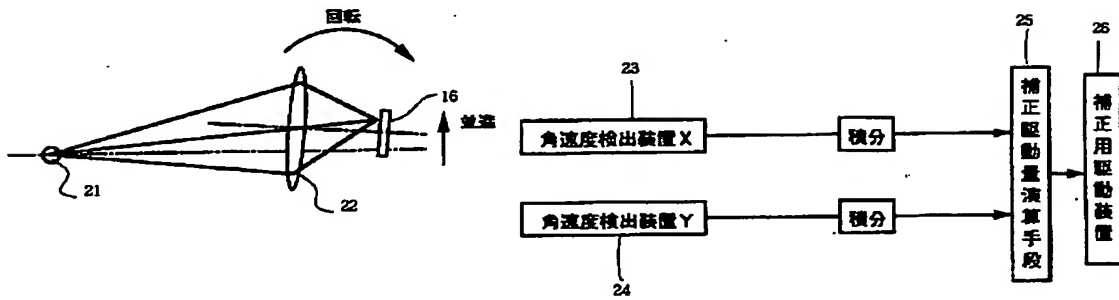 回転
16
並進
21
22
23
角速度検出装置X
積分
角速度検出装置Y
積分
24
25
補正駆動量演算手段
26
補正用駆動装置